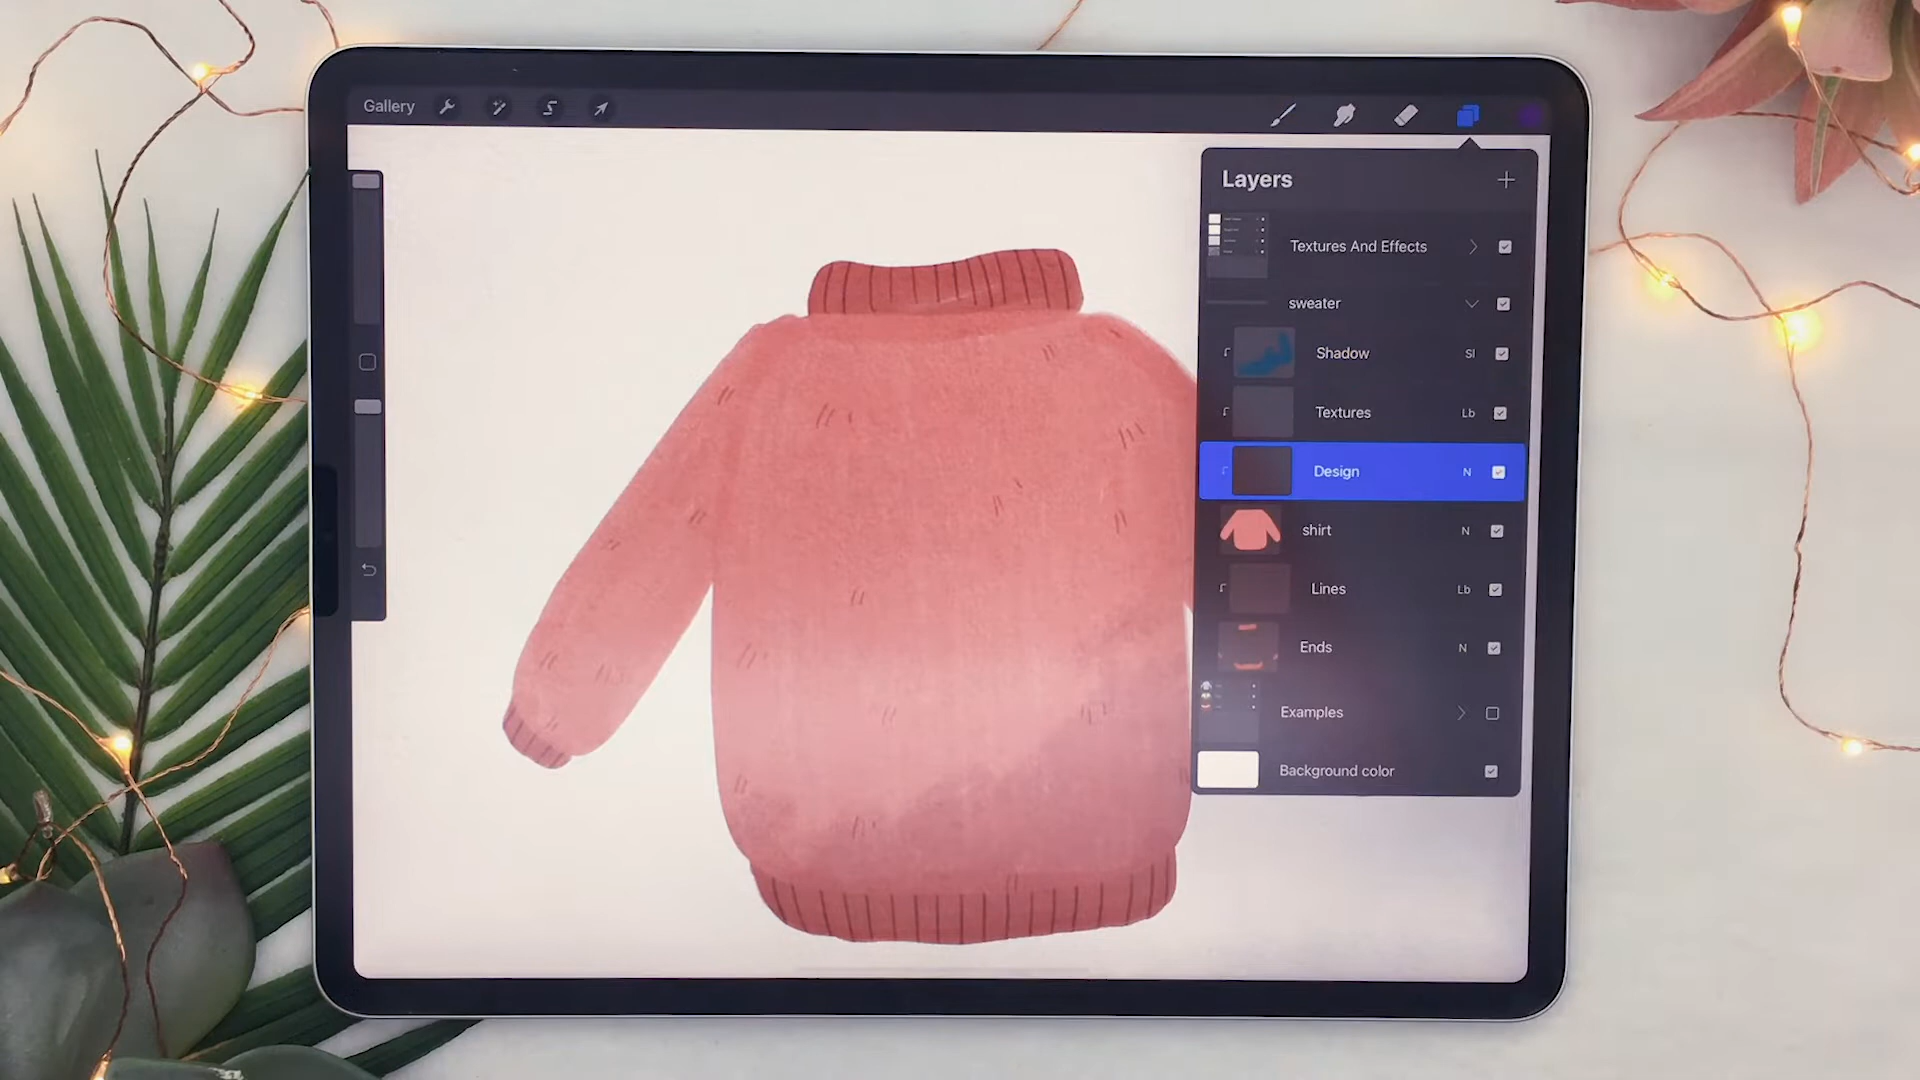 Gallery
Layers
Textures And Effects
sweater
Shadow Sl
Textures Lb
Design N
shirt N
Lines Lb
Ends N
Examples
Background color